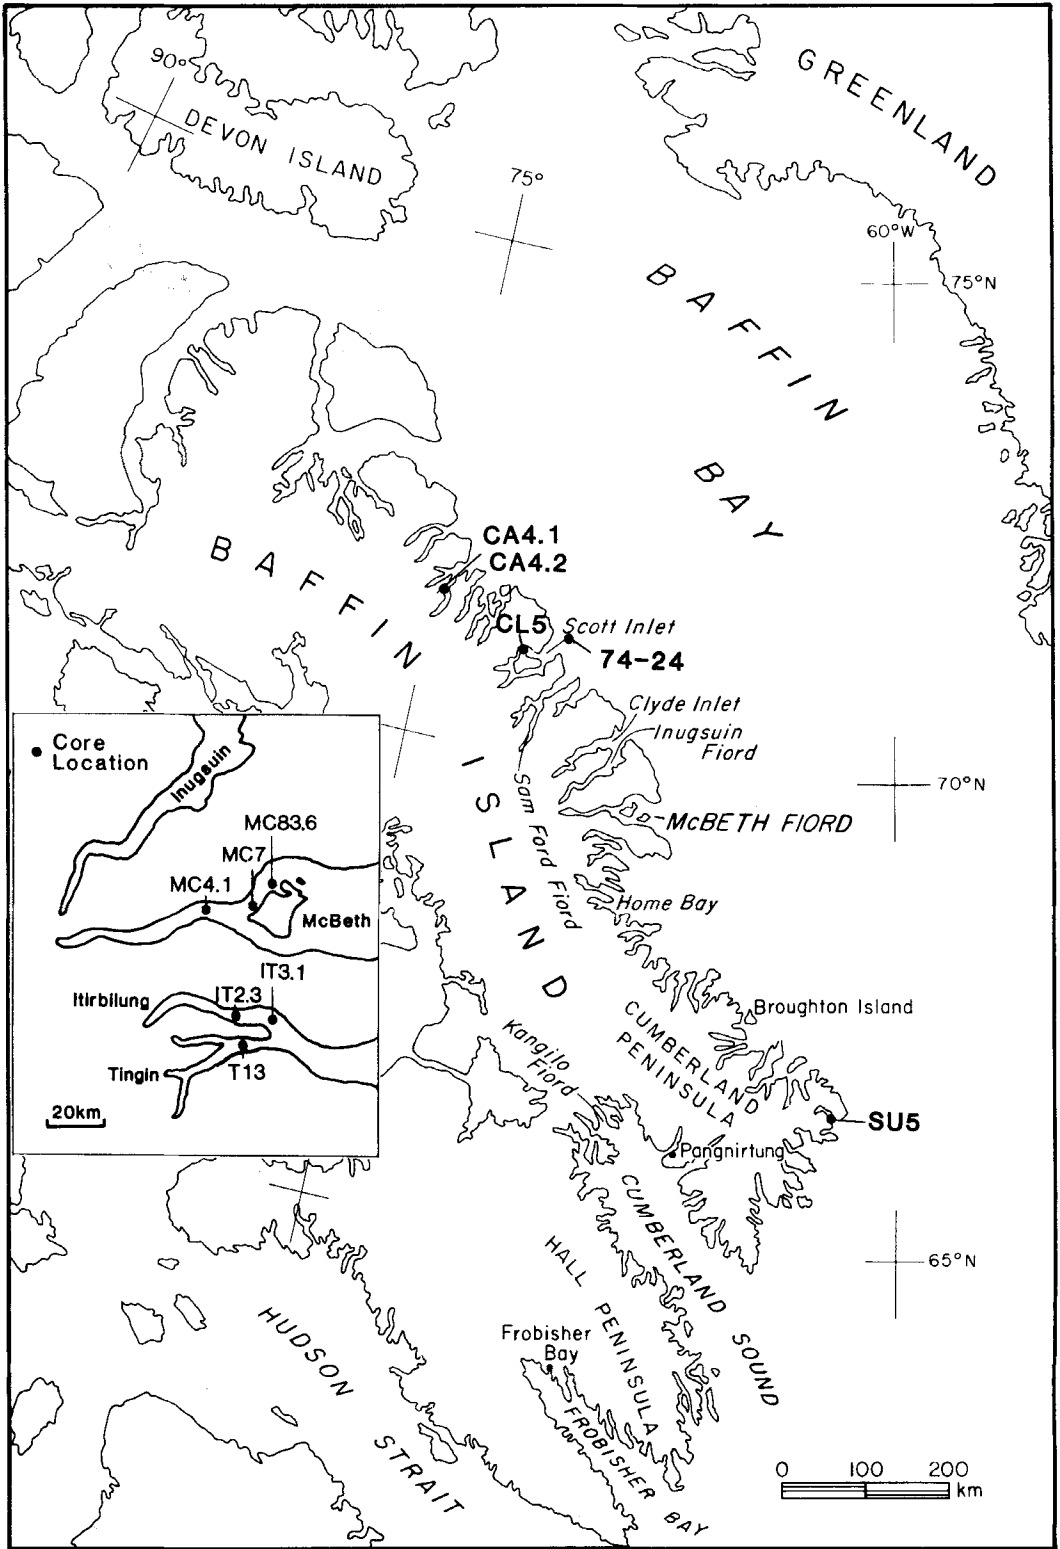 GREENLAND
90°
DEVON ISLAND
75°
60°W
75°N
BAFFIN
BAY
CA4.1
CA4.2
BAFFIN
ISLAND
CL5
Scott Inlet
74-24
Clyde Inlet
Inugsuin
Fiord
Sam Ford Fiord
70°N
McBETH FIORD
Home Bay
Core
Location
Inugsuin
MC83.6
MC7
MC4.1
McBeth
IT3.1
Itirbilung
IT2.3
Tingin
T13
20km
Broughton Island
CUMBERLAND
PENINSULA
Kangilo
Fiord
SU5
Pangnirtung
CUMBERLAND SOUND
65°N
HALL PENINSULA
HUDSON
STRAIT
Frobisher
Bay
FROBISHER BAY
0 100 200
km